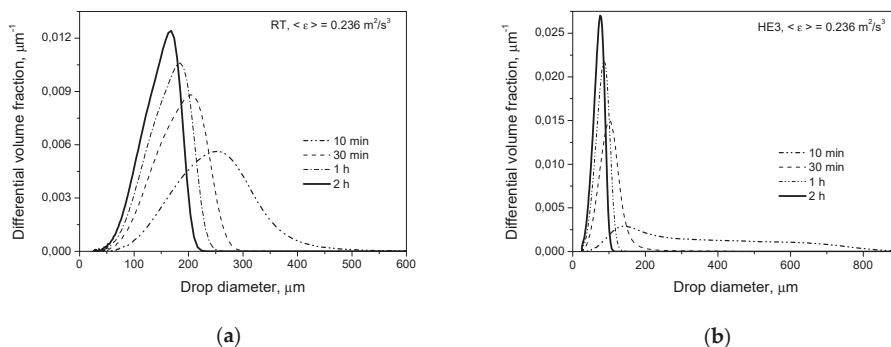 RT, < ε > = 0.236 m²/s³
Differential volume fraction, μm⁻¹
0,012
0,009
0,006
0,003
0,000
10 min
30 min
1 h
2 h
0 100 200 300 400 500 600
Drop diameter, μm
(a)
HE3, < ε > = 0.236 m²/s³
Differential volume fraction, μm⁻¹
0,025
0,020
0,015
0,010
0,005
0,000
10 min
30 min
1 h
2 h
0 200 400 600 800
Drop diameter, μm
(b)